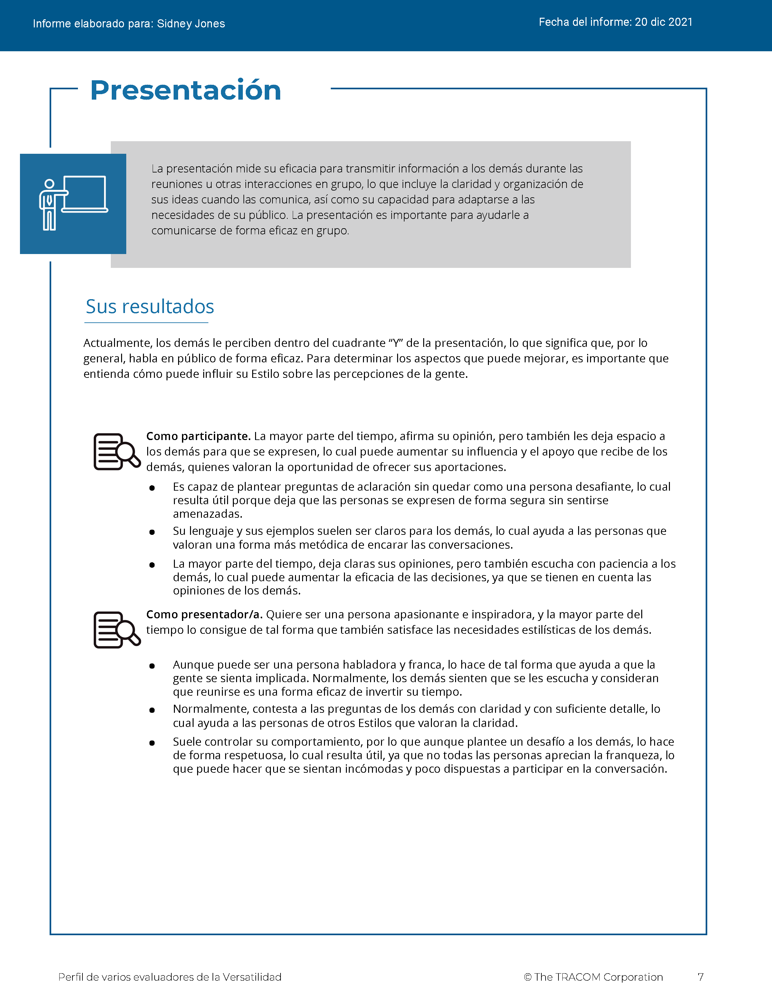 Informe elaborado para: Sidney Jones
Fecha del informe: 20 dic 2021
Presentación
La presentación mide su eficacia para transmitir información a los demás durante las
reuniones u otras interacciones en grupo, lo que incluye la claridad y organización de
sus ideas cuando las comunica, así como su capacidad para adaptarse a las
necesidades de su público. La presentación es importante para ayudarle a
comunicarse de forma eficaz en grupo.
Sus resultados
Actualmente, los demás le perciben dentro del cuadrante “Y” de la presentación, lo que significa que, por lo
general, habla en público de forma eficaz. Para determinar los aspectos que puede mejorar, es importante que
entienda cómo puede influir su Estilo sobre las percepciones de la gente.
Como participante. La mayor parte del tiempo, afirma su opinión, pero también les deja espacio a
los demás para que se expresen, lo cual puede aumentar su influencia y el apoyo que recibe de los
demás, quienes valoran la oportunidad de ofrecer sus aportaciones.
• Es capaz de plantear preguntas de aclaración sin quedar como una persona desafiante, lo cual
resulta útil porque deja que las personas se expresen de forma segura sin sentirse
amenazadas.
• Su lenguaje y sus ejemplos suelen ser claros para los demás, lo cual ayuda a las personas que
valoran una forma más metódica de encarar las conversaciones.
• La mayor parte del tiempo, deja claras sus opiniones, pero también escucha con paciencia a los
demás, lo cual puede aumentar la eficacia de las decisiones, ya que se tienen en cuenta las
opiniones de los demás.
Como presentador/a. Quiere ser una persona apasionante e inspiradora, y la mayor parte del
tiempo lo consigue de tal forma que también satisface las necesidades estilísticas de los demás.
• Aunque puede ser una persona habladora y franca, lo hace de tal forma que ayuda a que la
gente se sienta implicada. Normalmente, los demás sienten que se les escucha y consideran
que reunirse es una forma eficaz de invertir su tiempo.
• Normalmente, contesta a las preguntas de los demás con claridad y con suficiente detalle, lo
cual ayuda a las personas de otros Estilos que valoran la claridad.
• Suele controlar su comportamiento, por lo que aunque plantee un desafío a los demás, lo hace
de forma respetuosa, lo cual resulta útil, ya que no todas las personas aprecian la franqueza, lo
que puede hacer que se sientan incómodas y poco dispuestas a participar en la conversación.
Perfil de varios evaluadores de la Versatilidad
© The TRACOM Corporation 7